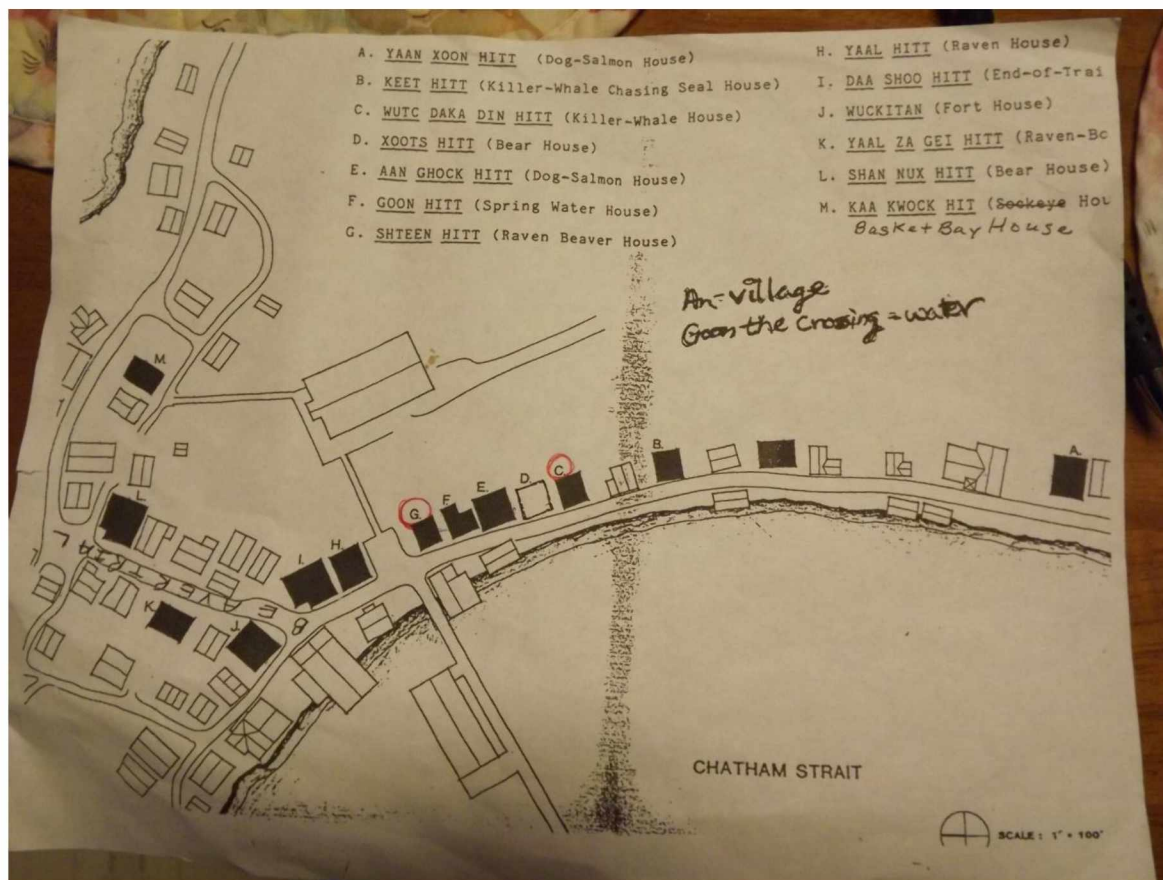 A. YAAN XOON HITT (Dog-Salmon House)
B. KEET HITT (Killer-Whale Chasing Seal House)
C. WUTC DAKA DIN HITT (Killer-Whale House)
D. XOOTS HITT (Bear House)
E. AAN GHOCK HITT (Dog-Salmon House)
F. GOON HITT (Spring Water House)
G. SHTEEN HITT (Raven Beaver House)
H. YAAL HITT (Raven House)
I. DAA SHOO HITT (End-of-Trai
J. WUCKITAN (Fort House)
K. YAAL ZA GEI HITT (Raven-Bo
L. SHAN NUX HITT (Bear House)
M. KAA KWOCK HIT (Sockeye Hou
Basket Bay House
An-village
Goon the Crossing = water
M.
L.
K.
J.
I.
H.
G.
F.
E.
D.
C.
B.
A.
BEAVER TRAIL
CHATHAM STRAIT
SCALE: 1" = 100'